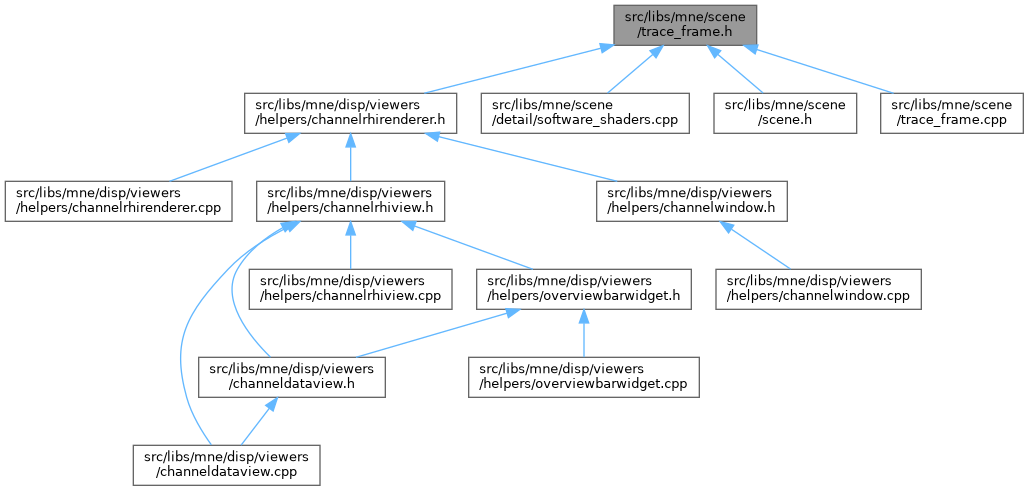 src/libs/mne/scene
/trace_frame.h
src/libs/mne/disp/viewers
/helpers/channelrhirenderer.h
src/libs/mne/scene
/detail/software_shaders.cpp
src/libs/mne/scene
/scene.h
src/libs/mne/scene
/trace_frame.cpp
src/libs/mne/disp/viewers
/helpers/channelrhirenderer.cpp
src/libs/mne/disp/viewers
/helpers/channelrhiview.h
src/libs/mne/disp/viewers
/helpers/channelwindow.h
src/libs/mne/disp/viewers
/helpers/channelrhiview.cpp
src/libs/mne/disp/viewers
/helpers/overviewbarwidget.h
src/libs/mne/disp/viewers
/helpers/channelwindow.cpp
src/libs/mne/disp/viewers
/channeldataview.h
src/libs/mne/disp/viewers
/helpers/overviewbarwidget.cpp
src/libs/mne/disp/viewers
/channeldataview.cpp